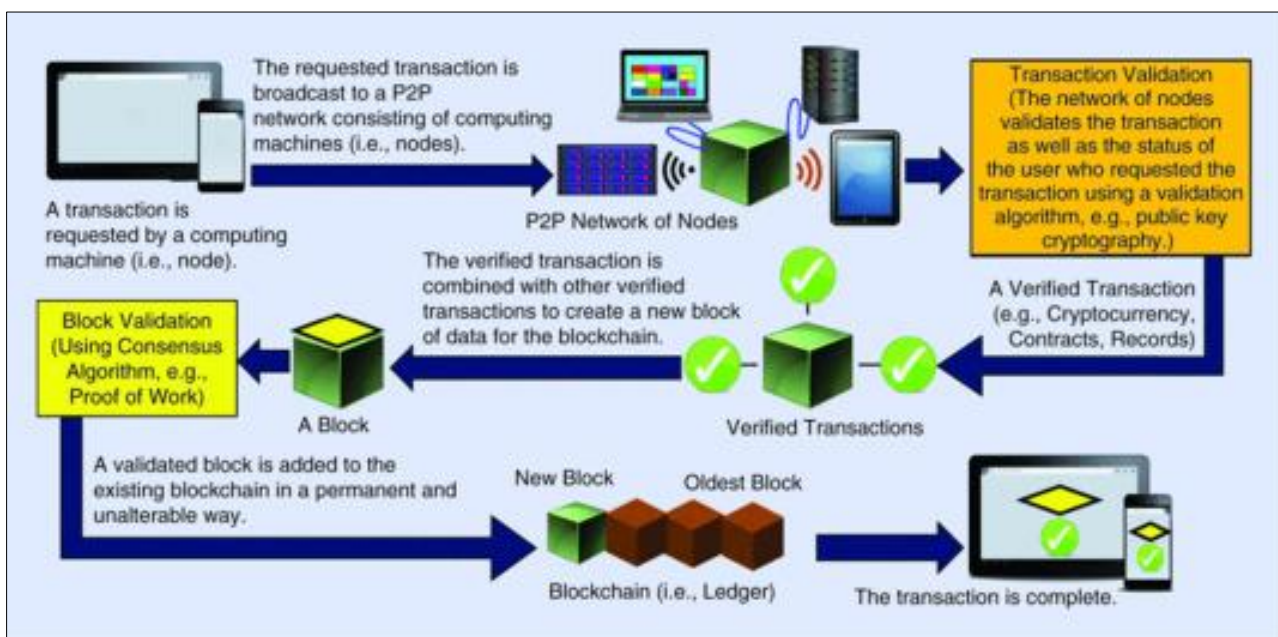 The requested transaction is
broadcast to a P2P
network consisting of computing
machines (i.e., nodes).
A transaction is
requested by a computing
machine (i.e., node).
P2P Network of Nodes
Transaction Validation
(The network of nodes
validates the transaction
as well as the status of
the user who requested the
transaction using a validation
algorithm, e.g., public key
cryptography.)
A Verified Transaction
(e.g., Cryptocurrency,
Contracts, Records)
Verified Transactions
The verified transaction is
combined with other verified
transactions to create a new block
of data for the blockchain.
A Block
Block Validation
(Using Consensus
Algorithm, e.g.,
Proof of Work)
A validated block is added to the
existing blockchain in a permanent and
unalterable way.
New Block
Oldest Block
Blockchain (i.e., Ledger)
The transaction is complete.